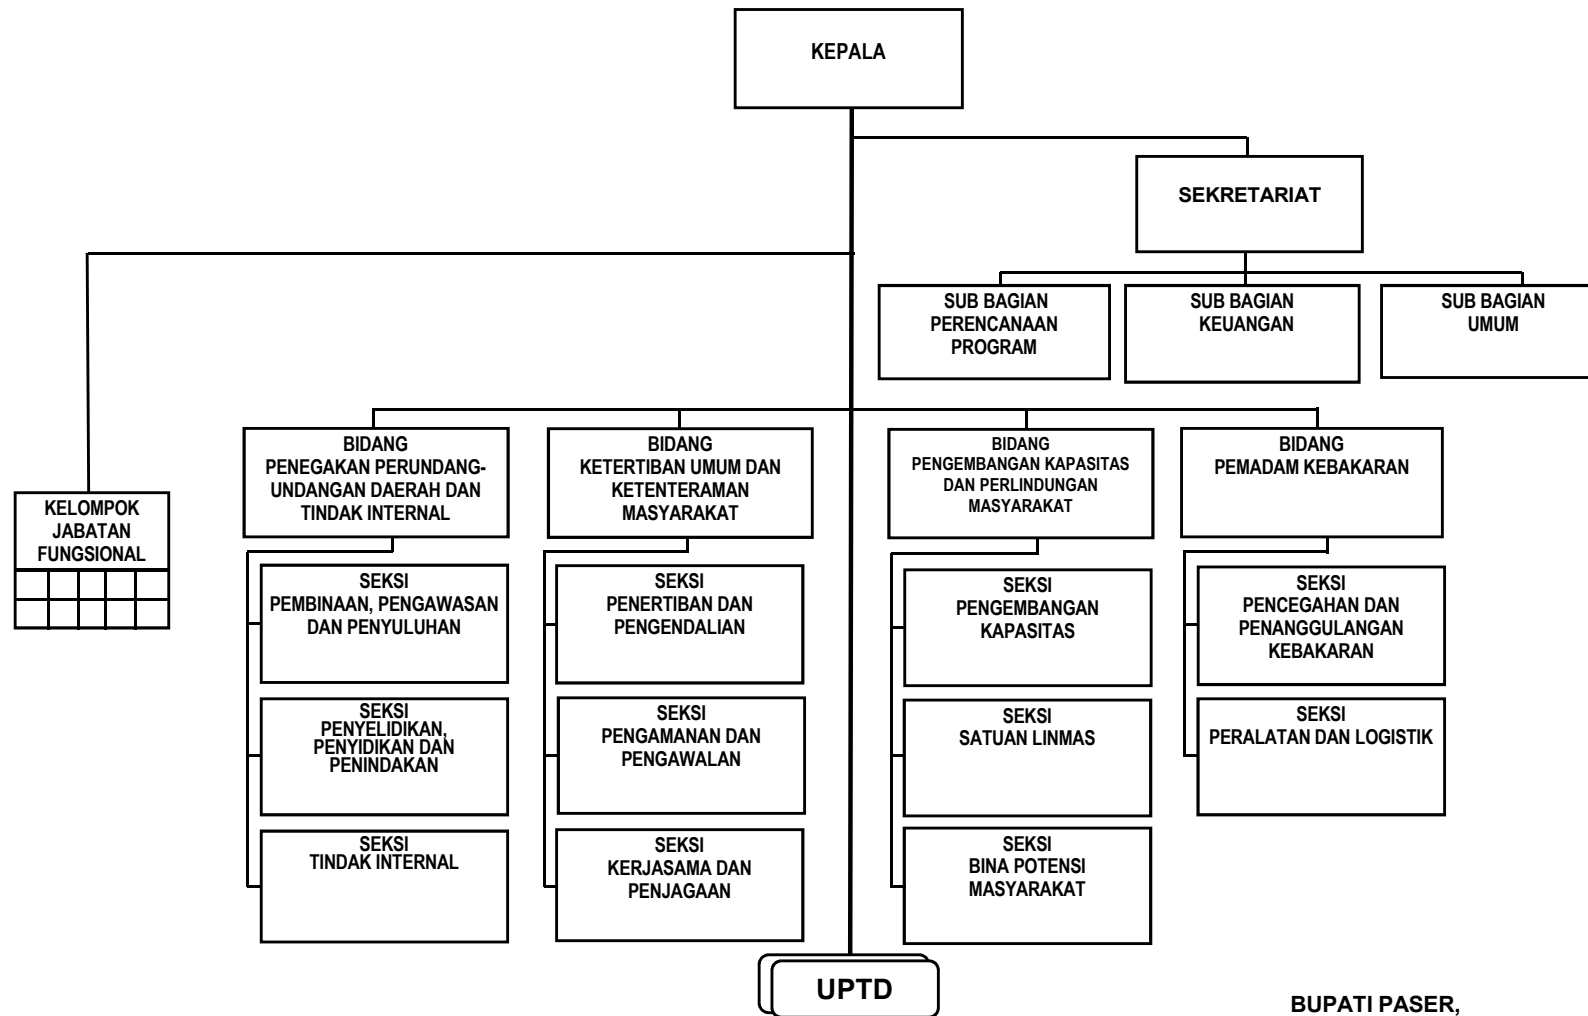 KEPALA
SEKRETARIAT
SUB BAGIAN
PERENCANAAN
PROGRAM
SUB BAGIAN
KEUANGAN
SUB BAGIAN
UMUM
KELOMPOK
JABATAN
FUNGSIONAL
BIDANG
PENEGAKAN PERUNDANG-
UNDANGAN DAERAH DAN
TINDAK INTERNAL
SEKSI
PEMBINAAN, PENGAWASAN
DAN PENYULUHAN
SEKSI
PENYELIDIKAN,
PENYIDIKAN DAN
PENINDAKAN
SEKSI
TINDAK INTERNAL
BIDANG
KETERTIBAN UMUM DAN
KETENTERAMAN
MASYARAKAT
SEKSI
PENERTIBAN DAN
PENGENDALIAN
SEKSI
PENGAMANAN DAN
PENGAWALAN
SEKSI
KERJASAMA DAN
PENJAGAAN
BIDANG
PENGEMBANGAN KAPASITAS
DAN PERLINDUNGAN
MASYARAKAT
SEKSI
PENGEMBANGAN
KAPASITAS
SEKSI
SATUAN LINMAS
SEKSI
BINA POTENSI
MASYARAKAT
BIDANG
PEMADAM KEBAKARAN
SEKSI
PENCEGAHAN DAN
PENANGGULANGAN
KEBAKARAN
SEKSI
PERALATAN DAN LOGISTIK
UPTD
BUPATI PASER,